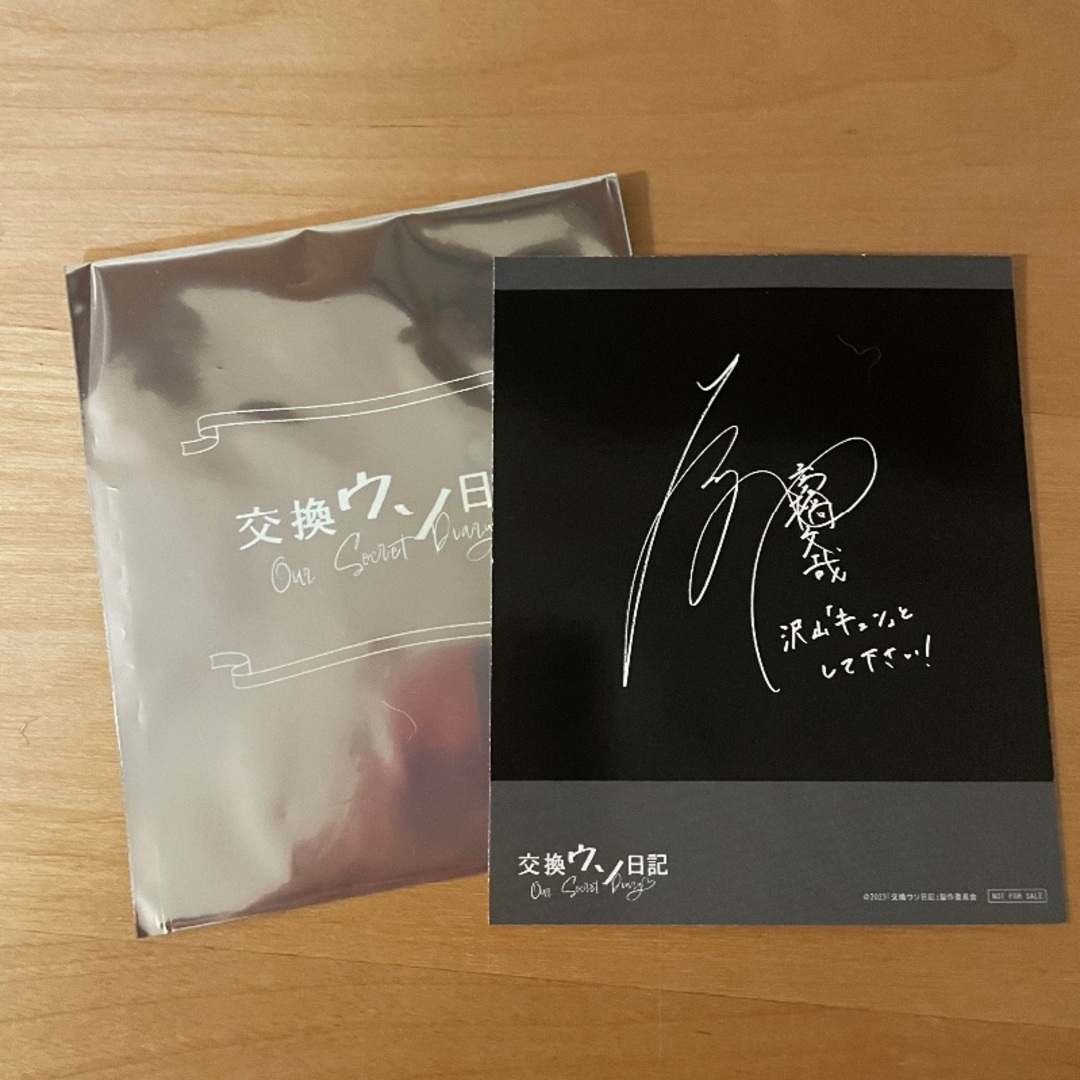 交換ウソ日
Our Secret Diary
高橋文哉
沢山「キュン」と
して下さい!
交換ウソ日記
Our Secret Diary
©2023「交換ウソ日記」製作委員会
NOT FOR SALE